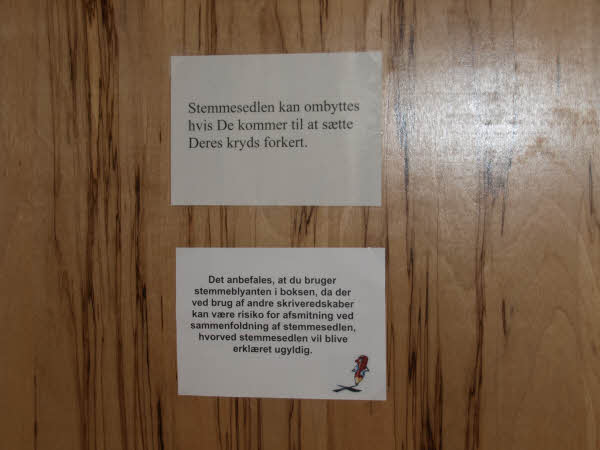 Stemmesedlen kan ombyttes
hvis De kommer til at sætte
Deres kryds forkert.
Det anbefales, at du bruger
stemmeblyanten i boksen, da der
ved brug af andre skriveredskaber
kan være risiko for afsmitning ved
sammenfoldning af stemmesedlen,
hvorved stemmesedlen vil blive
erklæret ugyldig.